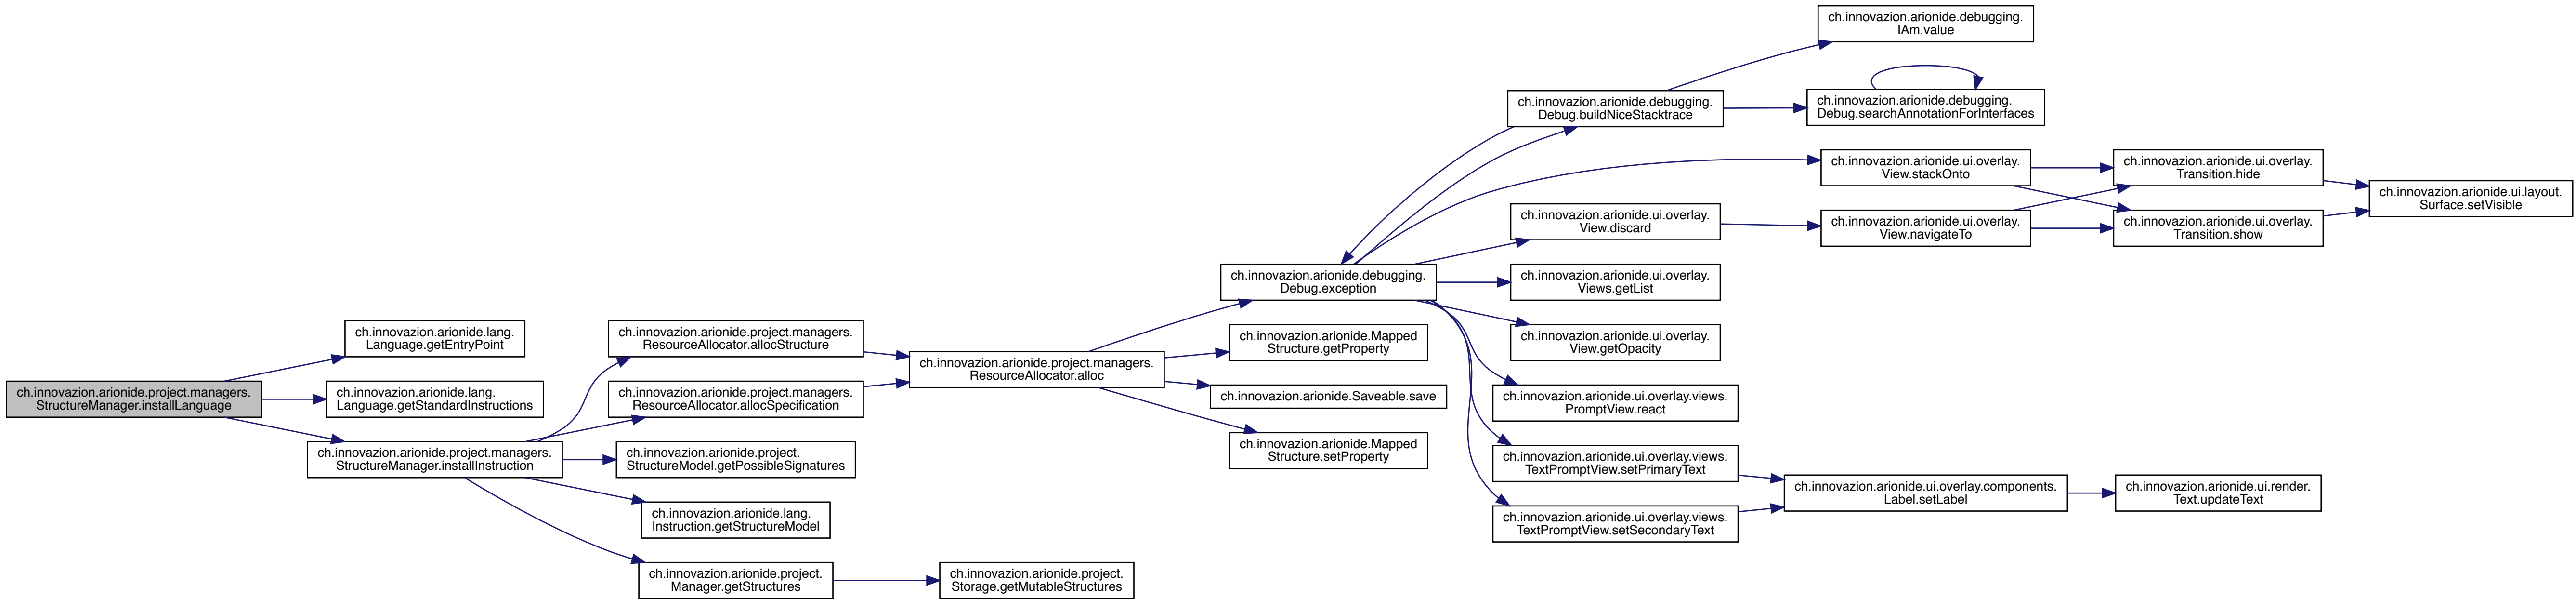 ch.innovazion.arionide.project.managers.
StructureManager.installLanguage
ch.innovazion.arionide.lang.
Language.getEntryPoint
ch.innovazion.arionide.lang.
Language.getStandardInstructions
ch.innovazion.arionide.project.managers.
StructureManager.installInstruction
ch.innovazion.arionide.project.managers.
ResourceAllocator.allocStructure
ch.innovazion.arionide.project.managers.
ResourceAllocator.allocSpecification
ch.innovazion.arionide.project.
StructureModel.getPossibleSignatures
ch.innovazion.arionide.lang.
Instruction.getStructureModel
ch.innovazion.arionide.project.
Manager.getStructures
ch.innovazion.arionide.project.managers.
ResourceAllocator.alloc
ch.innovazion.arionide.project.
Storage.getMutableStructures
ch.innovazion.arionide.debugging.
Debug.exception
ch.innovazion.arionide.Mapped
Structure.getProperty
ch.innovazion.arionide.Saveable.save
ch.innovazion.arionide.Mapped
Structure.setProperty
ch.innovazion.arionide.debugging.
Debug.buildNiceStacktrace
ch.innovazion.arionide.ui.overlay.
View.discard
ch.innovazion.arionide.ui.overlay.
Views.getList
ch.innovazion.arionide.ui.overlay.
View.getOpacity
ch.innovazion.arionide.ui.overlay.views.
PromptView.react
ch.innovazion.arionide.ui.overlay.views.
TextPromptView.setPrimaryText
ch.innovazion.arionide.ui.overlay.views.
TextPromptView.setSecondaryText
ch.innovazion.arionide.debugging.
IAm.value
ch.innovazion.arionide.debugging.
Debug.searchAnnotationForInterfaces
ch.innovazion.arionide.ui.overlay.
View.stackOnto
ch.innovazion.arionide.ui.overlay.
View.navigateTo
ch.innovazion.arionide.ui.overlay.components.
Label.setLabel
ch.innovazion.arionide.ui.overlay.
Transition.hide
ch.innovazion.arionide.ui.overlay.
Transition.show
ch.innovazion.arionide.ui.render.
Text.updateText
ch.innovazion.arionide.ui.layout.
Surface.setVisible